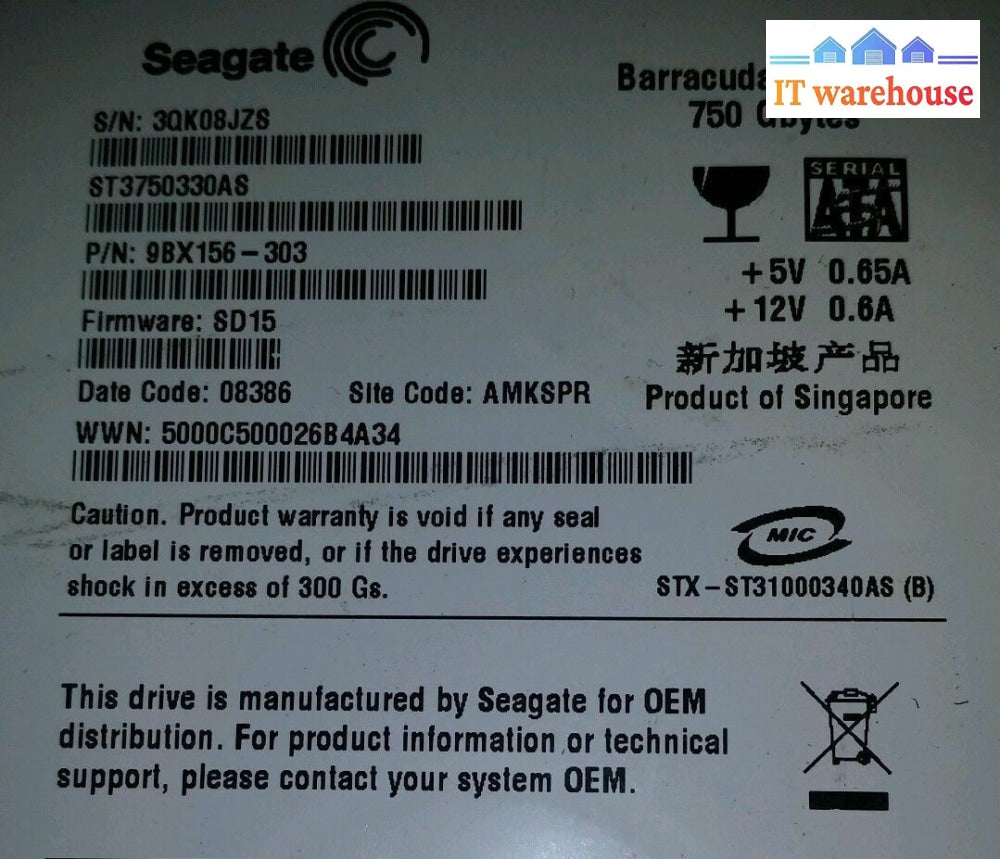 Seagate
Barracuda
750 Gbytes
IT warehouse
S/N: 3QK08JZS
ST3750330AS
P/N: 9BX156-303
Firmware: SD15
Date Code: 08386 Site Code: AMKSPR
WWN: 5000C500026B4A34
SERIAL
ATA
+5V 0.65A
+12V 0.6A
新加坡产品
Product of Singapore
Caution. Product warranty is void if any seal
or label is removed, or if the drive experiences
shock in excess of 300 Gs.
MIC
STX-ST31000340AS (B)
This drive is manufactured by Seagate for OEM
distribution. For product information or technical
support, please contact your system OEM.